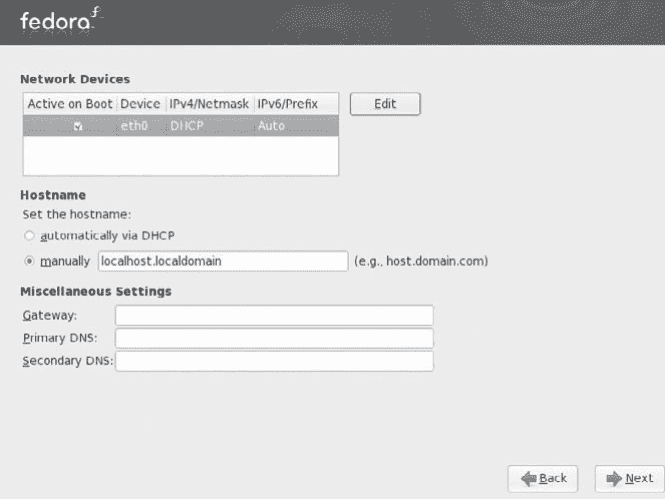 fedora
Network Devices
Active on Boot Device IPv4/Netmask IPv6/Prefix
eth0 DHCP Auto
Edit
Hostname
Set the hostname:
automatically via DHCP
manually localhost.localdomain (e.g., host.domain.com)
Miscellaneous Settings
Gateway:
Primary DNS:
Secondary DNS:
Back Next